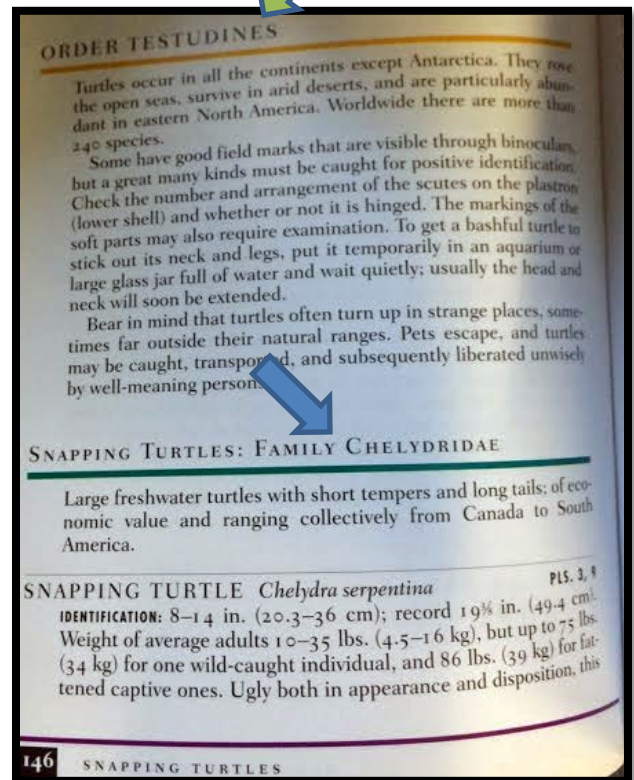 ORDER TESTUDINES
Turtles occur in all the continents except Antarctica. They rove
the open seas, survive in arid deserts, and are particularly abun-
dant in eastern North America. Worldwide there are more than
240 species.
Some have good field marks that are visible through binoculars,
but a great many kinds must be caught for positive identification.
Check the number and arrangement of the scutes on the plastron
(lower shell) and whether or not it is hinged. The markings of the
soft parts may also require examination. To get a bashful turtle to
stick out its neck and legs, put it temporarily in an aquarium or
large glass jar full of water and wait quietly; usually the head and
neck will soon be extended.
Bear in mind that turtles often turn up in strange places, some-
times far outside their natural ranges. Pets escape, and turtles
may be caught, and subsequently liberated unwisely
by well-meaning
SNAPPING TURTLES: FAMILY CHELYDRIDAE
Large freshwater turtles with short tempers and long tails; of eco-
nomic value and ranging collectively from Canada to South
America.
SNAPPING TURTLE Chelydra serpentina PLS. 3, 9
IDENTIFICATION: 8–14 in. (20.3–36 cm); record 19⅜ in. (49.4 cm).
Weight of average adults 10–35 lbs. (4.5–16 kg), but up to 75 lbs.
(34 kg) for one wild-caught individual, and 86 lbs. (39 kg) for fat-
tened captive ones. Ugly both in appearance and disposition, this
146 SNAPPING TURTLES